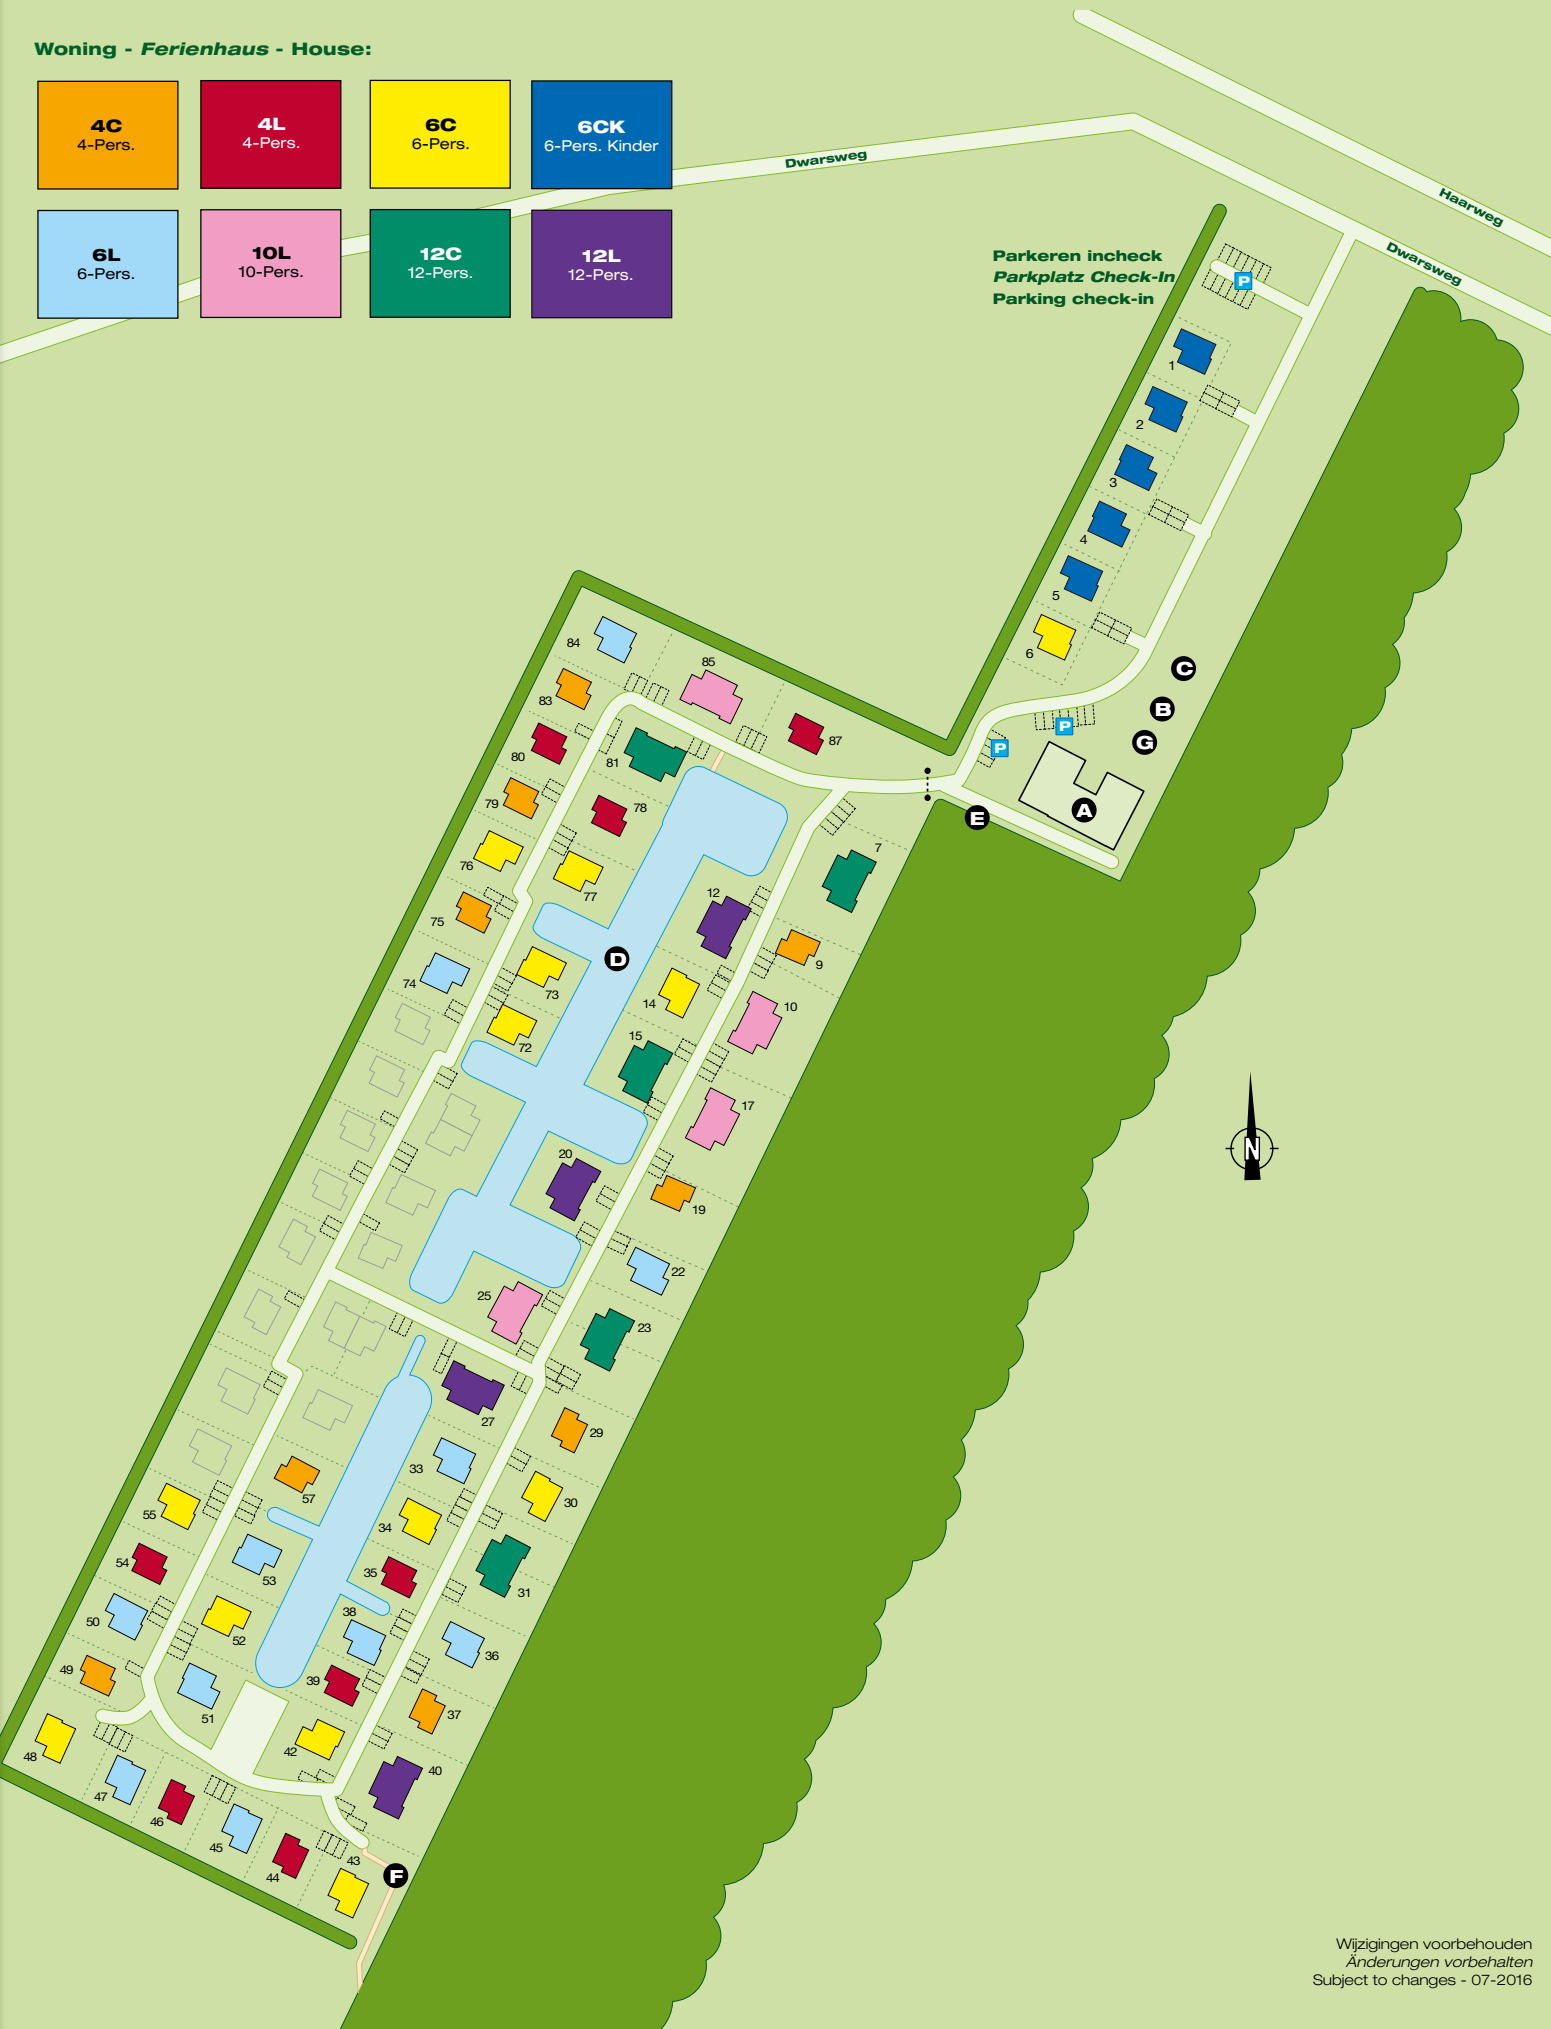 Woning - Ferienhaus - House:
4C
4-Pers.
4L
4-Pers.
6C
6-Pers.
6CK
6-Pers. Kinder
6L
6-Pers.
10L
10-Pers.
12C
12-Pers.
12L
12-Pers.
Dwarsweg
Haarweg
Dwarsweg
Parkeren incheck
Parkplatz Check-In
Parking check-in
P
1
2
3
4
5
6
C
B
G
P
P
A
E
84
85
83
87
80
81
79
78
76
77
75
7
12
9
D
74
73
14
10
72
15
17
20
19
22
25
23
27
29
33
30
57
55
34
54
53
35
31
50
52
38
36
49
51
39
37
48
42
40
47
46
45
44
43
F
N
Wijzigingen voorbehouden
Änderungen vorbehalten
Subject to changes - 07-2016